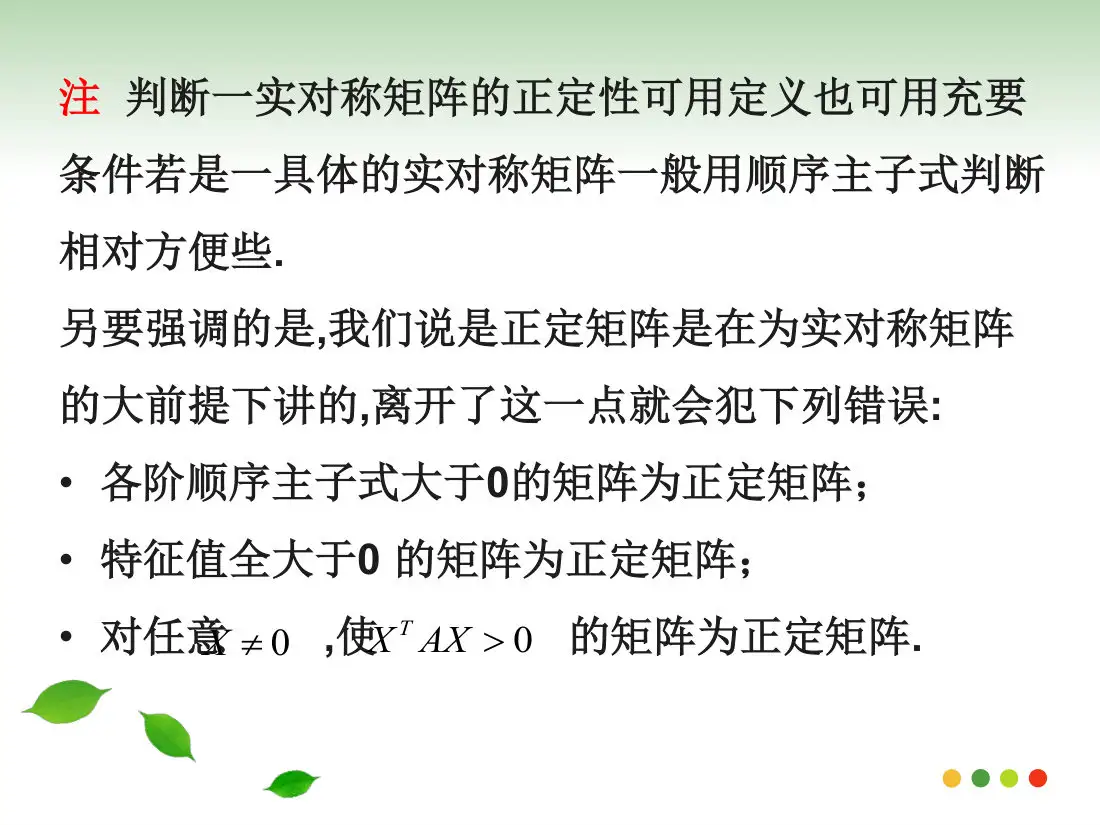 注 判断一实对称矩阵的正定性可用定义也可用充要
条件若是一具体的实对称矩阵一般用顺序主子式判断
相对方便些.
另要强调的是,我们说是正定矩阵是在为实对称矩阵
的大前提下讲的,离开了这一点就会犯下列错误:
• 各阶顺序主子式大于0的矩阵为正定矩阵;
• 特征值全大于0 的矩阵为正定矩阵;
• 对任意 X ≠ 0 ,使 X^T AX > 0 的矩阵为正定矩阵.